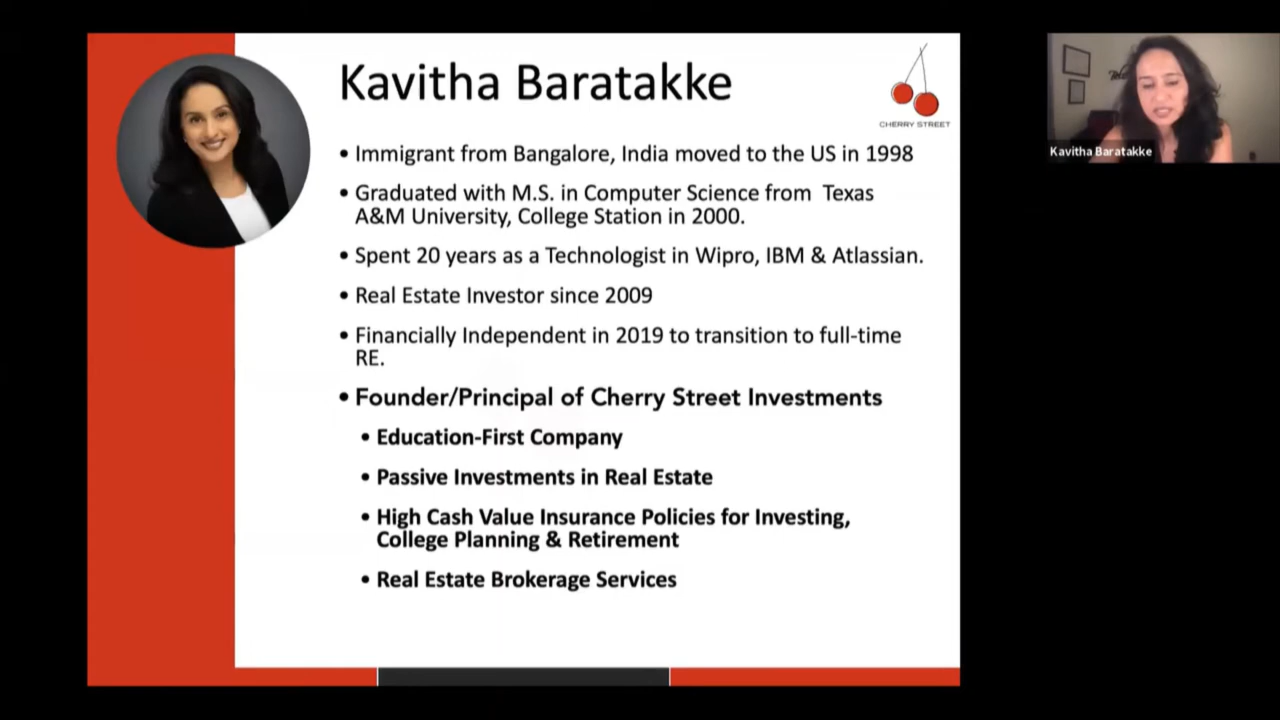 Kavitha Baratakke
CHERRY STREET
• Immigrant from Bangalore, India moved to the US in 1998
• Graduated with M.S. in Computer Science from Texas
A&M University, College Station in 2000.
• Spent 20 years as a Technologist in Wipro, IBM & Atlassian.
• Real Estate Investor since 2009
• Financially Independent in 2019 to transition to full-time
RE.
• Founder/Principal of Cherry Street Investments
• Education-First Company
• Passive Investments in Real Estate
• High Cash Value Insurance Policies for Investing,
College Planning & Retirement
• Real Estate Brokerage Services
Kavitha Baratakke